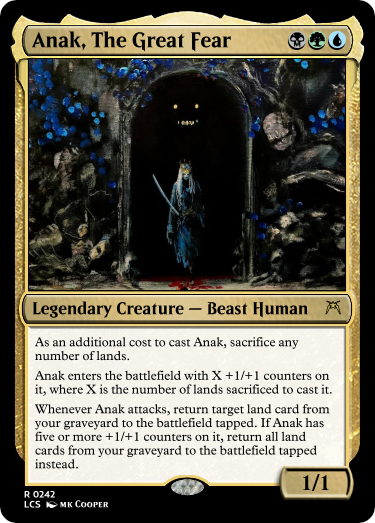 Anak, The Great Fear
Legendary Creature — Beast Human
As an additional cost to cast Anak, sacrifice any
number of lands.
Anak enters the battlefield with X +1/+1 counters on
it, where X is the number of lands sacrificed to cast it.
Whenever Anak attacks, return target land card from
your graveyard to the battlefield tapped. If Anak has
five or more +1/+1 counters on it, return all land
cards from your graveyard to the battlefield tapped
instead.
1/1
R 0242
LCS MK COOPER